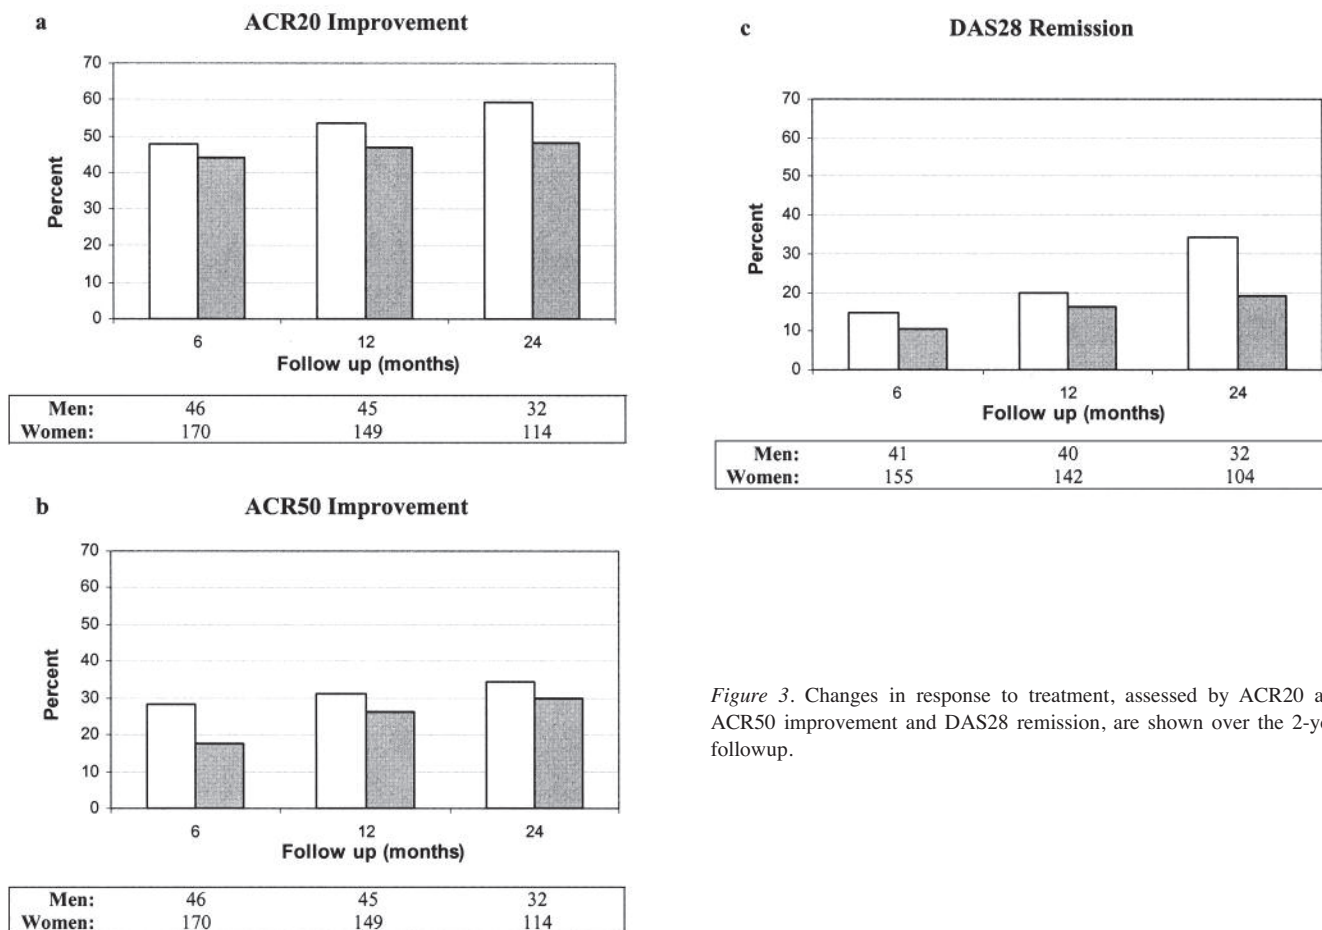 a ACR20 Improvement
70
60
50
40
30
20
10
0
Percent
6 12 24
Follow up (months)
Men: 46 45 32
Women: 170 149 114
b ACR50 Improvement
70
60
50
40
30
20
10
0
Percent
6 12 24
Follow up (months)
Men: 46 45 32
Women: 170 149 114
c DAS28 Remission
70
60
50
40
30
20
10
0
Percent
6 12 24
Follow up (months)
Men: 41 40 32
Women: 155 142 104
Figure 3. Changes in response to treatment, assessed by ACR20 a
ACR50 improvement and DAS28 remission, are shown over the 2-y
followup.